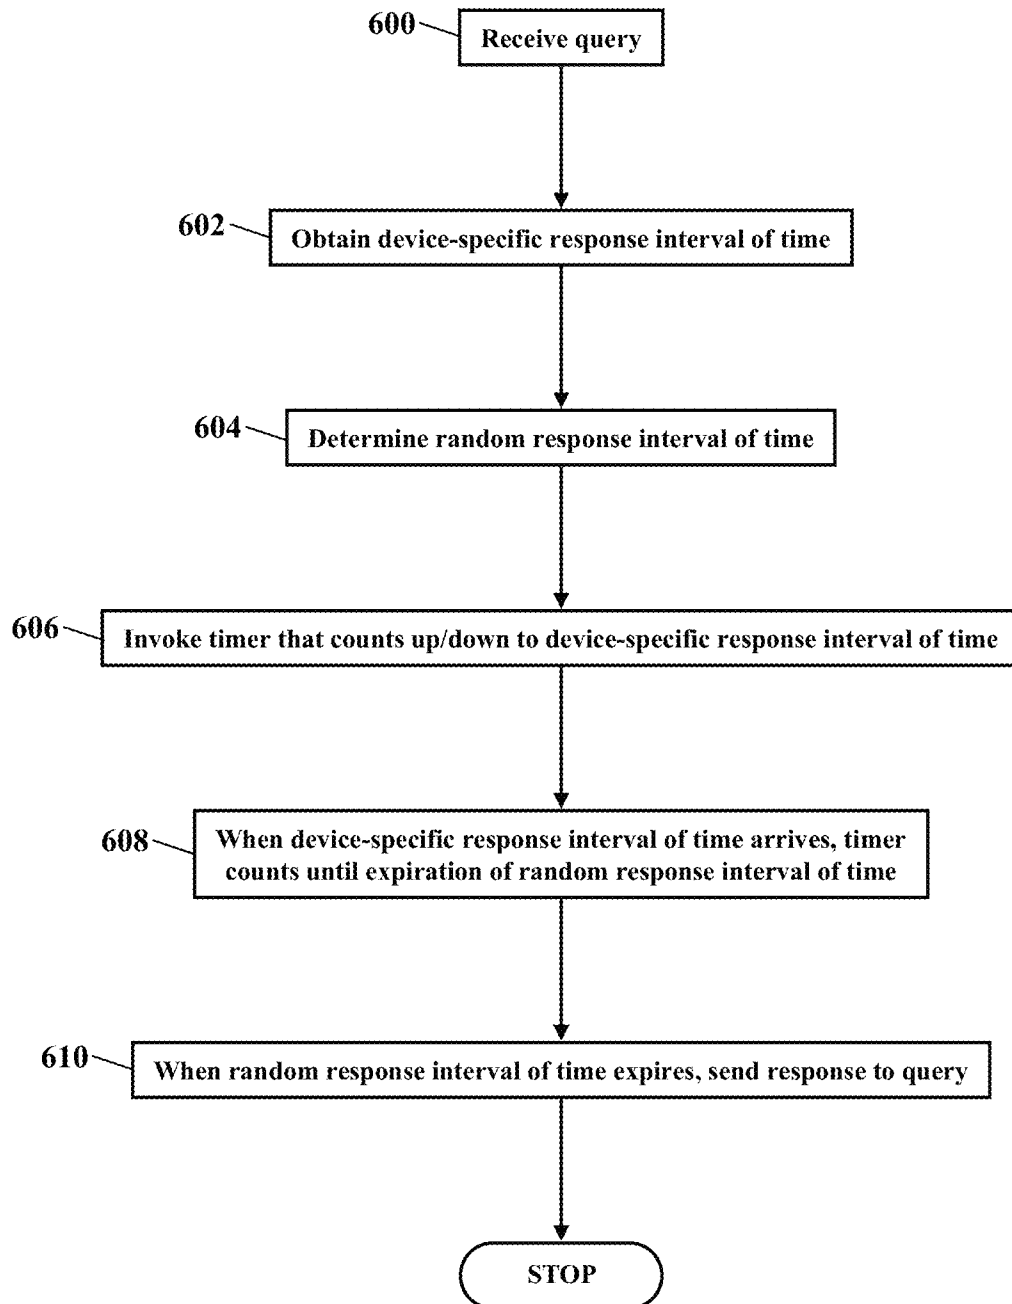 600
Receive query
602
Obtain device-specific response interval of time
604
Determine random response interval of time
606
Invoke timer that counts up/down to device-specific response interval of time
608
When device-specific response interval of time arrives, timer
counts until expiration of random response interval of time
610
When random response interval of time expires, send response to query
STOP